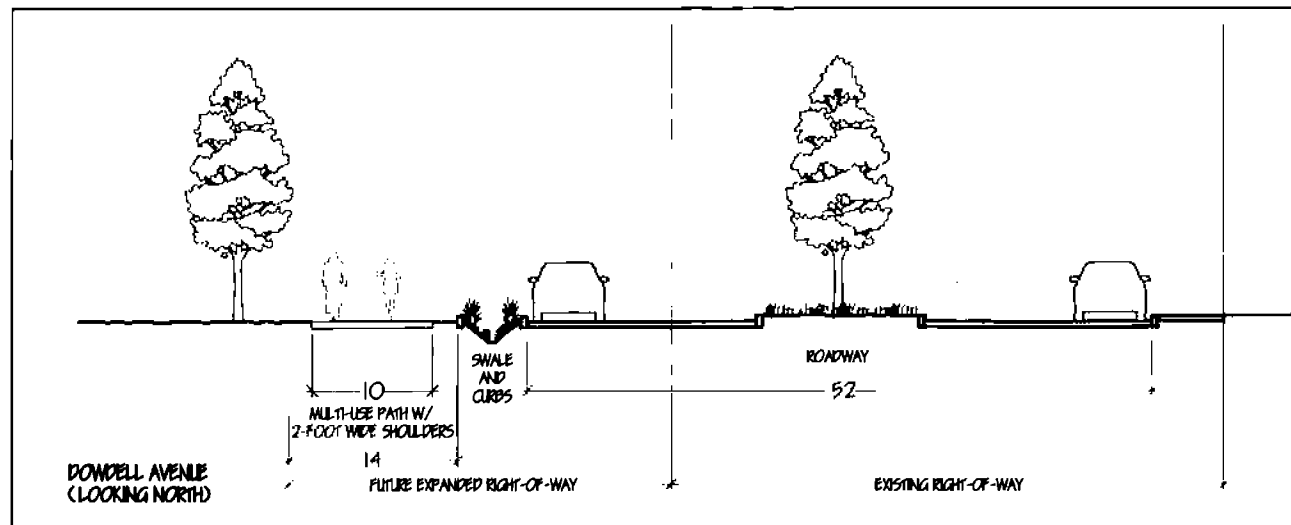 SWALE
AND
CURBS
ROADWAY
10
52
MULTI-USE PATH W/
2-FOOT WIDE SHOULDERS
14
DOWDELL AVENUE
(LOOKING NORTH)
FUTURE EXPANDED RIGHT-OF-WAY
EXISTING RIGHT-OF-WAY